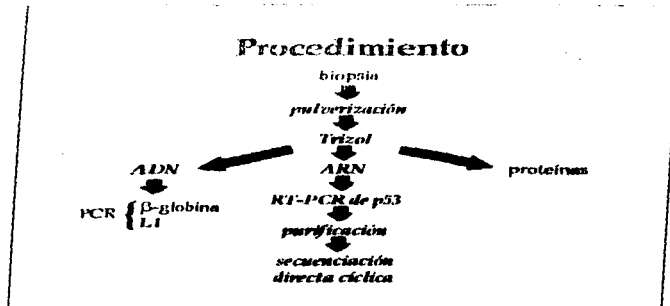 Procedimiento
biopsia
pulverización
Trizol
ADN
ARN
proteínas
PCR { β-globina
L1
RT-PCR de p53
purificación
secuenciación
directa cíclica